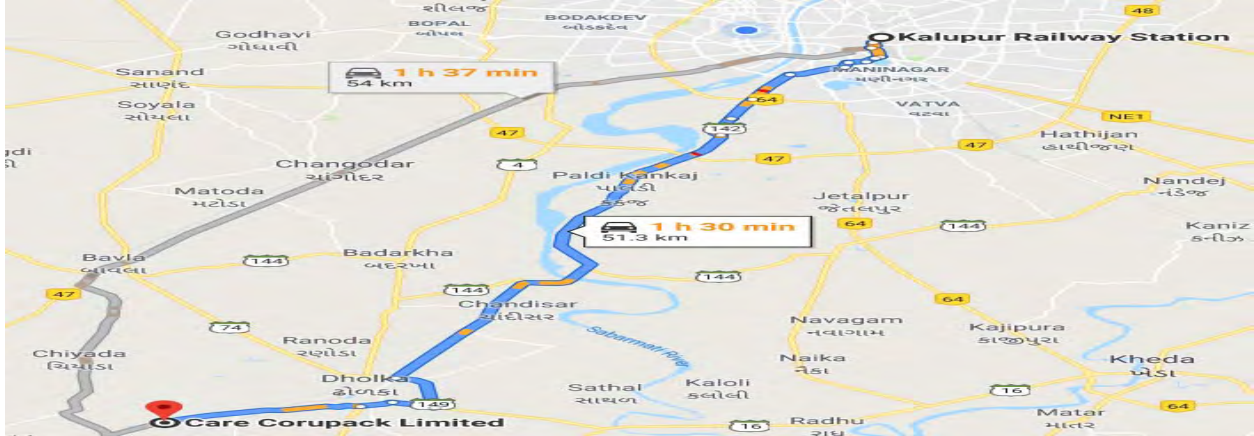 શીલજ
BODAKDEV
બોડકદેવ
48
Godhavi
ગોધાવી
BOPAL
બોપલ
Kalupur Railway Station
Sanand
સાણંદ
1 h 37 min
54 km
MANINAGAR
મણીનગર
Soyala
સોયલા
64
VATVA
વટવા
NE1
142
Hathijan
હાથીજણ
47
47
47
Changodar
ચાંગોદર
4
Paldi Kankaj
પાલડી
કંકજ
Matoda
મટોડા
Jetalpur
જેતલપુર
Nandej
નંદેજ
64
144
1 h 30 min
51.3 km
Kaniz
કનીઝ
Bavla
બાવલા
144
Badarkha
બદરખા
144
144
47
Chandisar
ચાંદીસર
64
74
Sabarmati River
Navagam
નવાગામ
Kajipura
કાજીપુરા
Ranoda
રણોડા
Chiyada
ચિયાડા
Naika
નૈકા
Kheda
ખેડા
Dholka
ધોળકા
Sathal
સાથળ
Kaloli
કલોલી
16
149
64
Care Corupack Limited
16
Radhu
રાધુ
Matar
માતર